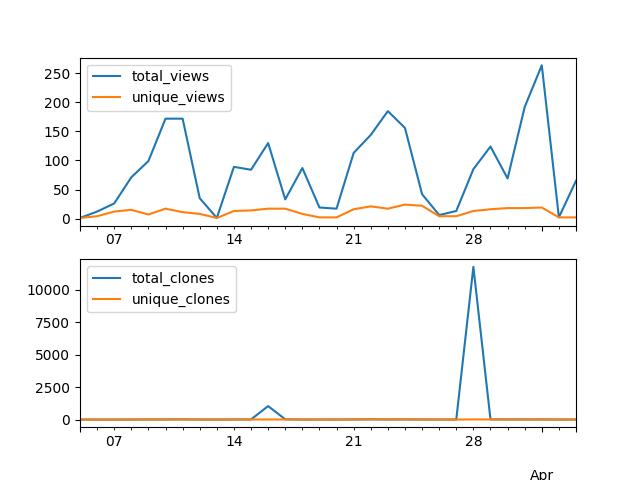 total_views
unique_views
250
200
150
100
50
0
07 14 21 28
total_clones
unique_clones
10000
7500
5000
2500
0
07 14 21 28
Apr